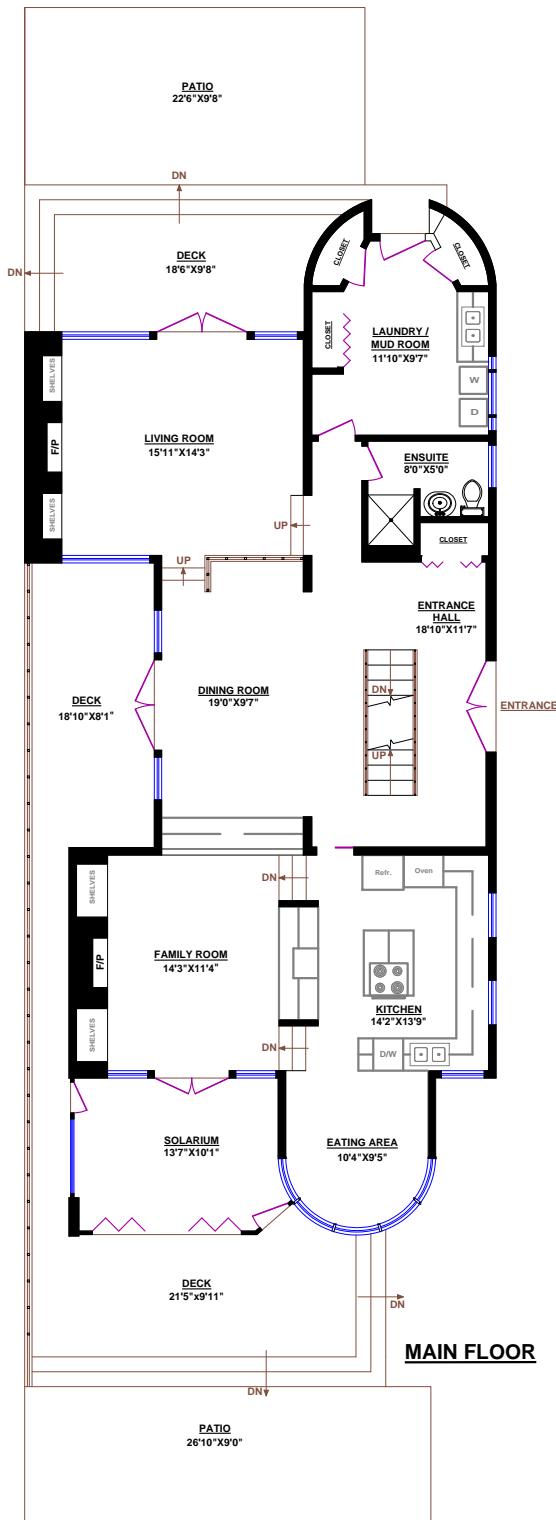 PATIO
22'6"X9'8"
DN
DN
DECK
18'6"X9'8"
CLOSET
CLOSET
CLOSET
LAUNDRY /
MUD ROOM
11'10"X9'7"
W
D
SHELVES
F/P
SHELVES
LIVING ROOM
15'11"X14'3"
ENSUITE
8'0"X5'0"
UP
CLOSET
UP
ENTRANCE
HALL
18'10"X11'7"
DECK
18'10"X8'1"
DINING ROOM
19'0"X9'7"
DN
UP
ENTRANCE
SHELVES
F/P
SHELVES
DN
Refr.
Oven
FAMILY ROOM
14'3"X11'4"
KITCHEN
14'2"X13'9"
DN
D/W
SOLARIUM
13'7"X10'1"
EATING AREA
10'4"X9'5"
DECK
21'5"x9'11"
DN
MAIN FLOOR
DN
PATIO
26'10"X9'0"